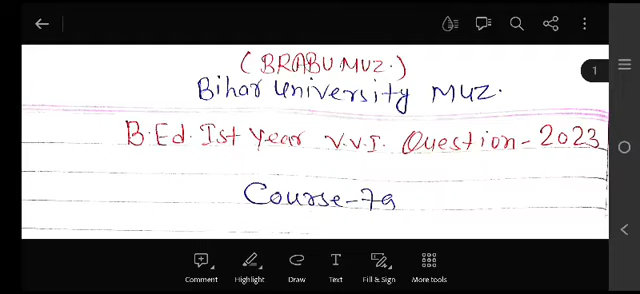 (BRABU MUZ.)
Bihar University MUZ.
1
B.Ed. Ist Year V.V.I. Question - 2023
Course - 7a
Comment
Highlight
Draw
Text
Fill & Sign
More tools